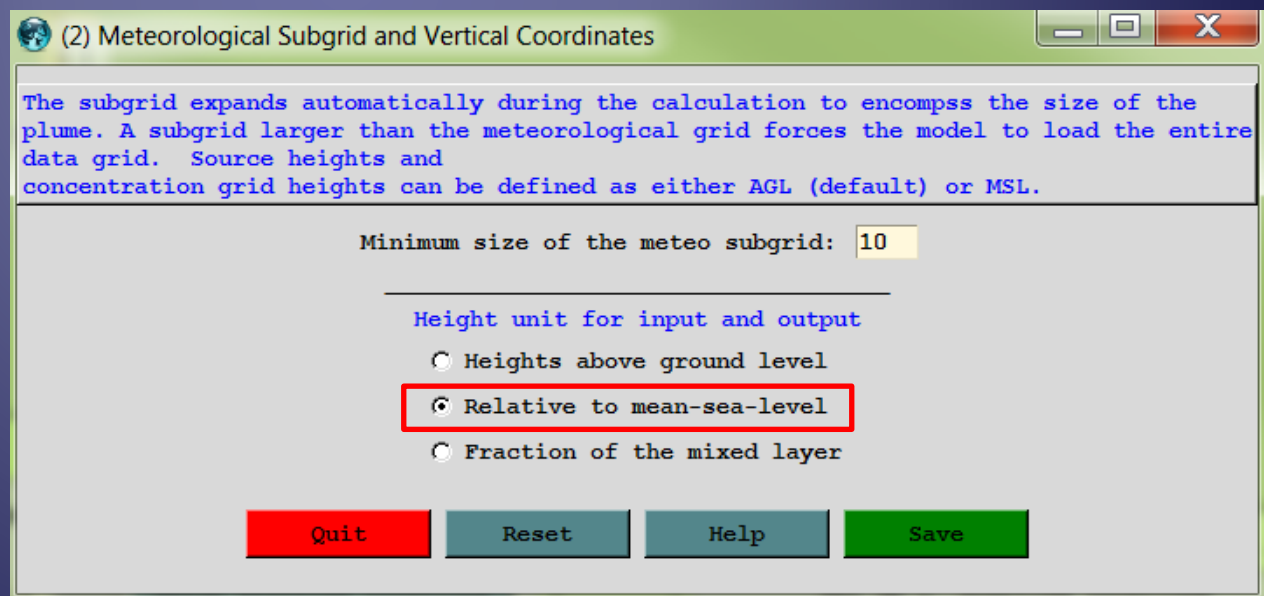 (2) Meteorological Subgrid and Vertical Coordinates
The subgrid expands automatically during the calculation to encompss the size of the
plume. A subgrid larger than the meteorological grid forces the model to load the entire
data grid.  Source heights and
concentration grid heights can be defined as either AGL (default) or MSL.
Minimum size of the meteo subgrid: 10
Height unit for input and output
Heights above ground level
Relative to mean-sea-level
Fraction of the mixed layer
Quit Reset Help Save